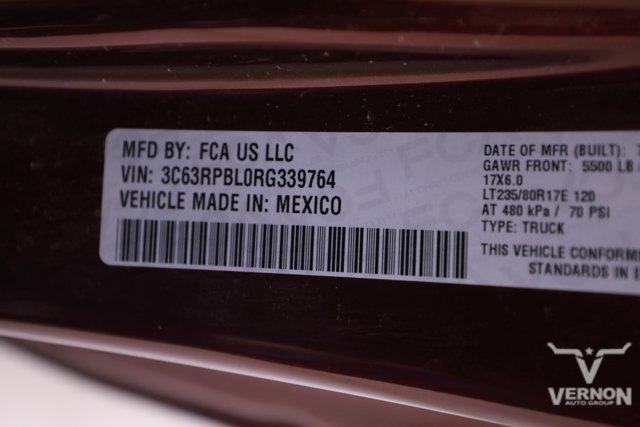 MFD BY: FCA US LLC
VIN: 3C63RPBL0RG339764
VEHICLE MADE IN: MEXICO
DATE OF MFR (BUILT):
GAWR FRONT: 5500 LB
17X6.0
LT235/80R17E 120
AT 480 kPa / 70 PSI
TYPE: TRUCK
THIS VEHICLE
STANDARDS IN
VERNON
AUTO GROUP